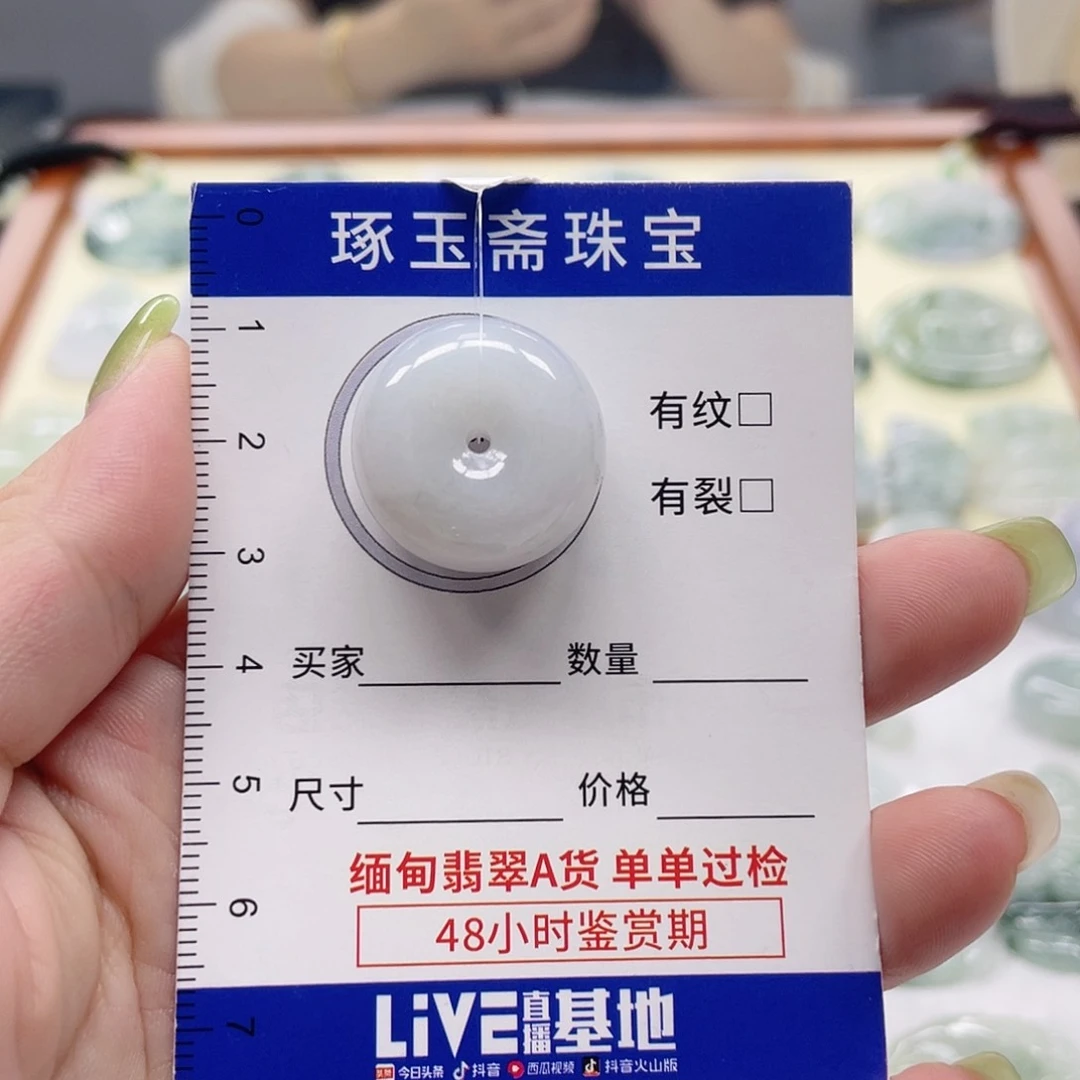 琢玉斋珠宝
0
1
2
3
4
5
6
7
有纹□
有裂□
买家 数量
尺寸 价格
缅甸翡翠A货 单单过检
48小时鉴赏期
LiVE直播基地
头条 今日头条 抖音 西瓜视频 抖音火山版